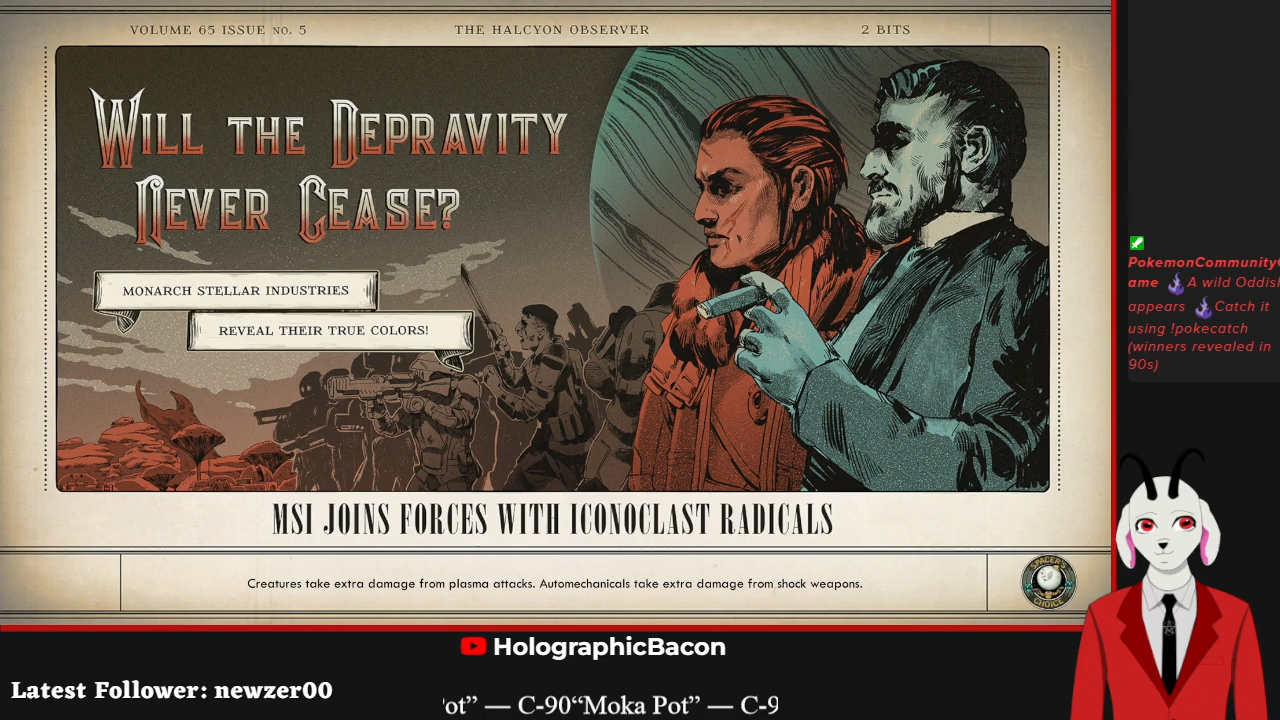 VOLUME 65 ISSUE NO. 5
THE HALCYON OBSERVER
2 BITS
WILL THE DEPRAVITY
NEVER CEASE?
MONARCH STELLAR INDUSTRIES
REVEAL THEIR TRUE COLORS!
MSI JOINS FORCES WITH ICONOCLAST RADICALS
Creatures take extra damage from plasma attacks. Automechanicals take extra damage from shock weapons.
SPACER'S
CHOICE
PokemonCommunityG
ame A wild Oddish
appears Catch it
using !pokecatch
(winners revealed in
90s)
HolographicBacon
Latest Follower: newzer00
ot” — C-90“Moka Pot” — C-9